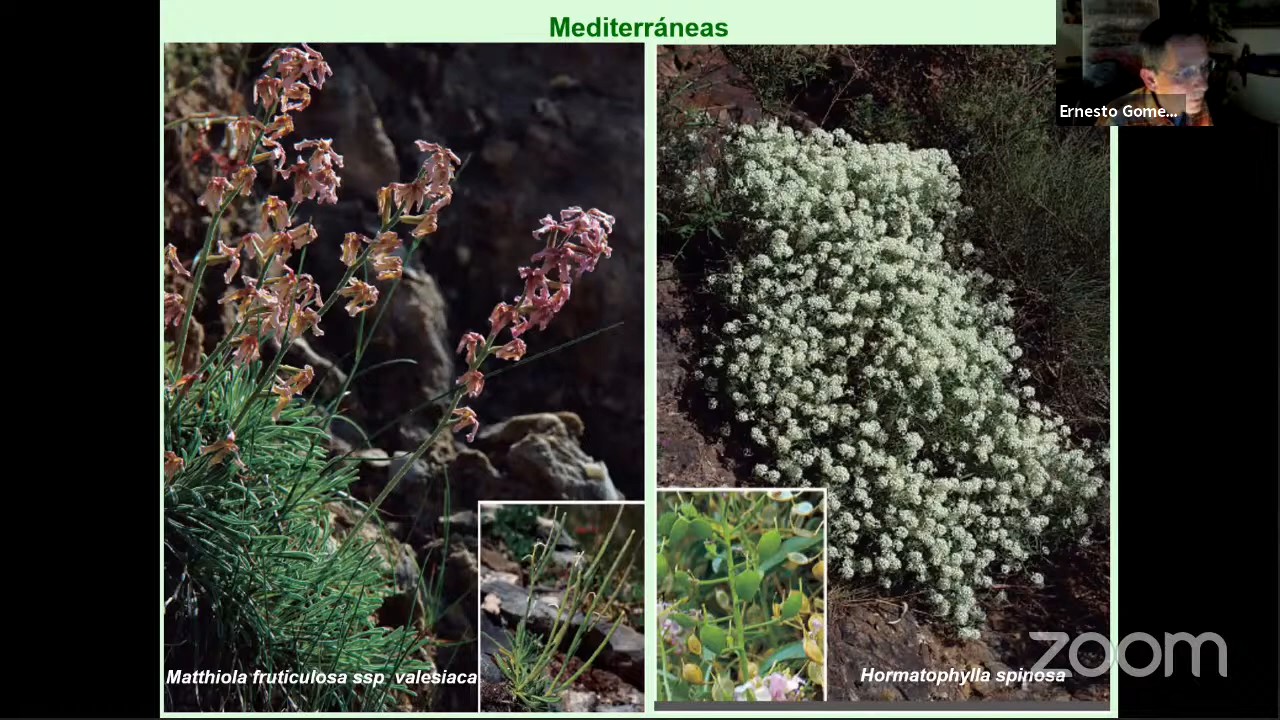 Mediterráneas
Ernesto Gome...
Matthiola fruticulosa ssp valesiaca
Hormatophylla spinosa
zoom